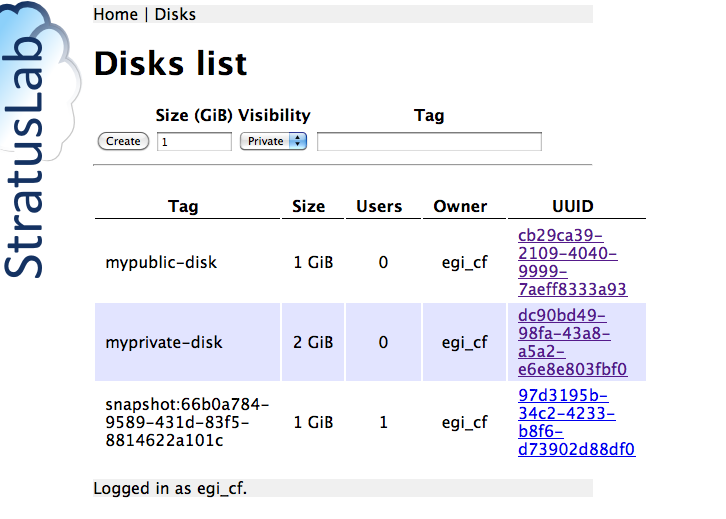 StratusLab
Home | Disks
Disks list
Size (GiB) Visibility Tag
Create 1 Private
Tag Size Users Owner UUID
mypublic-disk 1 GiB 0 egi_cf cb29ca39-
2109-4040-
9999-
7aeff8333a93
myprivate-disk 2 GiB 0 egi_cf dc90bd49-
98fa-43a8-
a5a2-
e6e8e803fbf0
snapshot:66b0a784-
9589-431d-83f5-
8814622a101c 1 GiB 1 egi_cf 97d3195b-
34c2-4233-
b8f6-
d73902d88df0
Logged in as egi_cf.